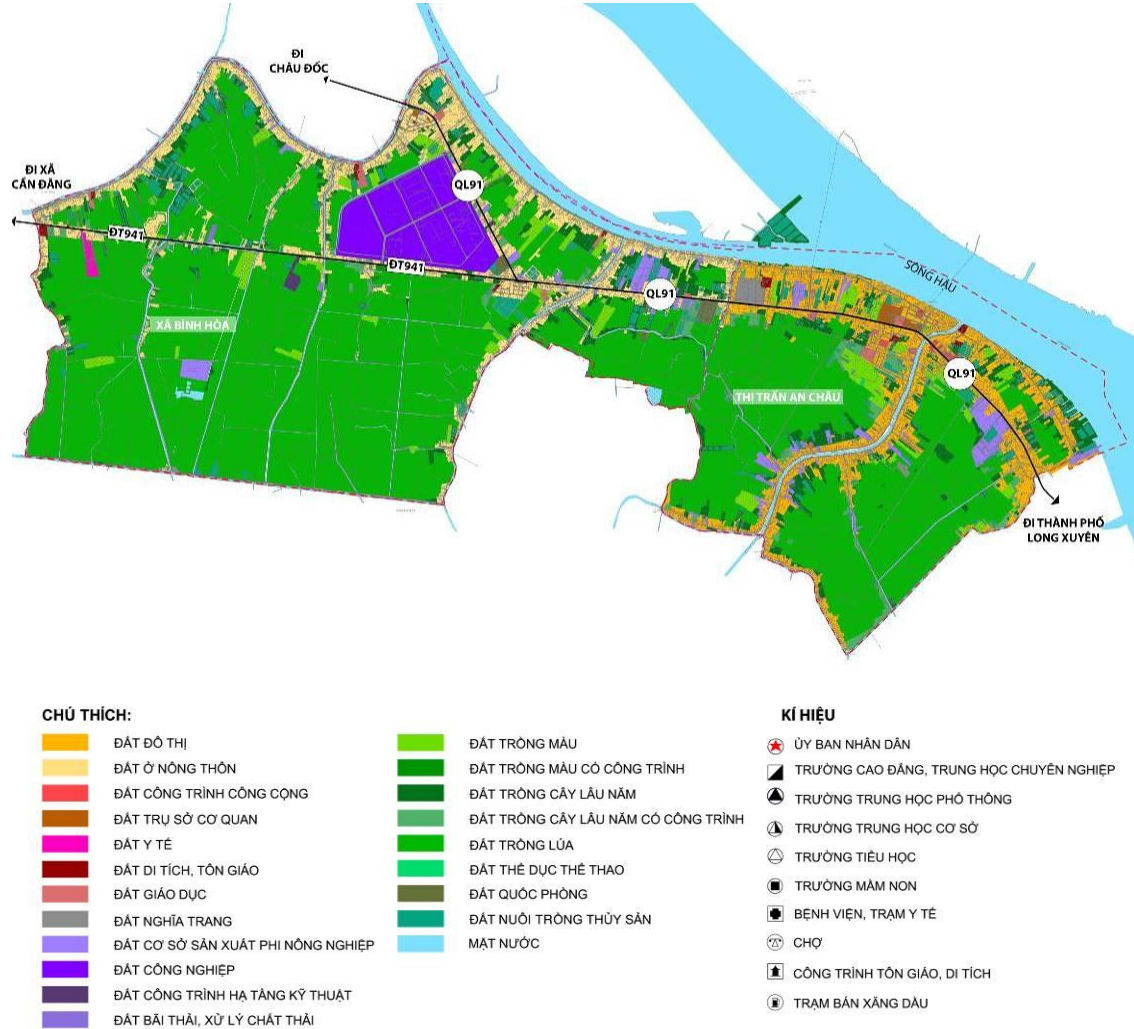 ĐI
CHÂU ĐỐC
ĐI XÃ
CẦN ĐĂNG
QL91
ĐT941
ĐT941
QL91
SÔNG HẬU
XÃ BÌNH HÒA
THỊ TRẤN AN CHÂU
QL91
ĐI THÀNH PHỐ
LONG XUYÊN
CHÚ THÍCH:
ĐẤT ĐÔ THỊ
ĐẤT Ở NÔNG THÔN
ĐẤT CÔNG TRÌNH CÔNG CỘNG
ĐẤT TRỤ SỞ CƠ QUAN
ĐẤT Y TẾ
ĐẤT DI TÍCH, TÔN GIÁO
ĐẤT GIÁO DỤC
ĐẤT NGHĨA TRANG
ĐẤT CƠ SỞ SẢN XUẤT PHI NÔNG NGHIỆP
ĐẤT CÔNG NGHIỆP
ĐẤT CÔNG TRÌNH HẠ TẦNG KỸ THUẬT
ĐẤT BÃI THẢI, XỬ LÝ CHẤT THẢI
ĐẤT TRỒNG MÀU
ĐẤT TRỒNG MÀU CÓ CÔNG TRÌNH
ĐẤT TRỒNG CÂY LÂU NĂM
ĐẤT TRỒNG CÂY LÂU NĂM CÓ CÔNG TRÌNH
ĐẤT TRỒNG LÚA
ĐẤT THỂ DỤC THỂ THAO
ĐẤT QUỐC PHÒNG
ĐẤT NUÔI TRỒNG THỦY SẢN
MẶT NƯỚC
KÍ HIỆU
ỦY BAN NHÂN DÂN
TRƯỜNG CAO ĐẲNG, TRUNG HỌC CHUYÊN NGHIỆP
TRƯỜNG TRUNG HỌC PHỔ THÔNG
TRƯỜNG TRUNG HỌC CƠ SỞ
TRƯỜNG TIỂU HỌC
TRƯỜNG MẦM NON
BỆNH VIỆN, TRẠM Y TẾ
CHỢ
CÔNG TRÌNH TÔN GIÁO, DI TÍCH
TRẠM BÁN XĂNG DẦU